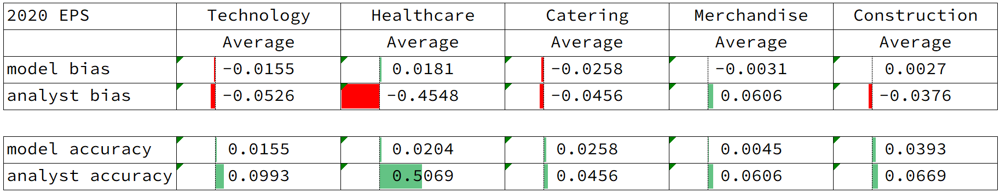 2020 EPS Technology Healthcare Catering Merchandise Construction
Average Average Average Average Average
model bias -0.0155 0.0181 -0.0258 -0.0031 0.0027
analyst bias -0.0526 -0.4548 -0.0456 0.0606 -0.0376
model accuracy 0.0155 0.0204 0.0258 0.0045 0.0393
analyst accuracy 0.0993 0.5069 0.0456 0.0606 0.0669